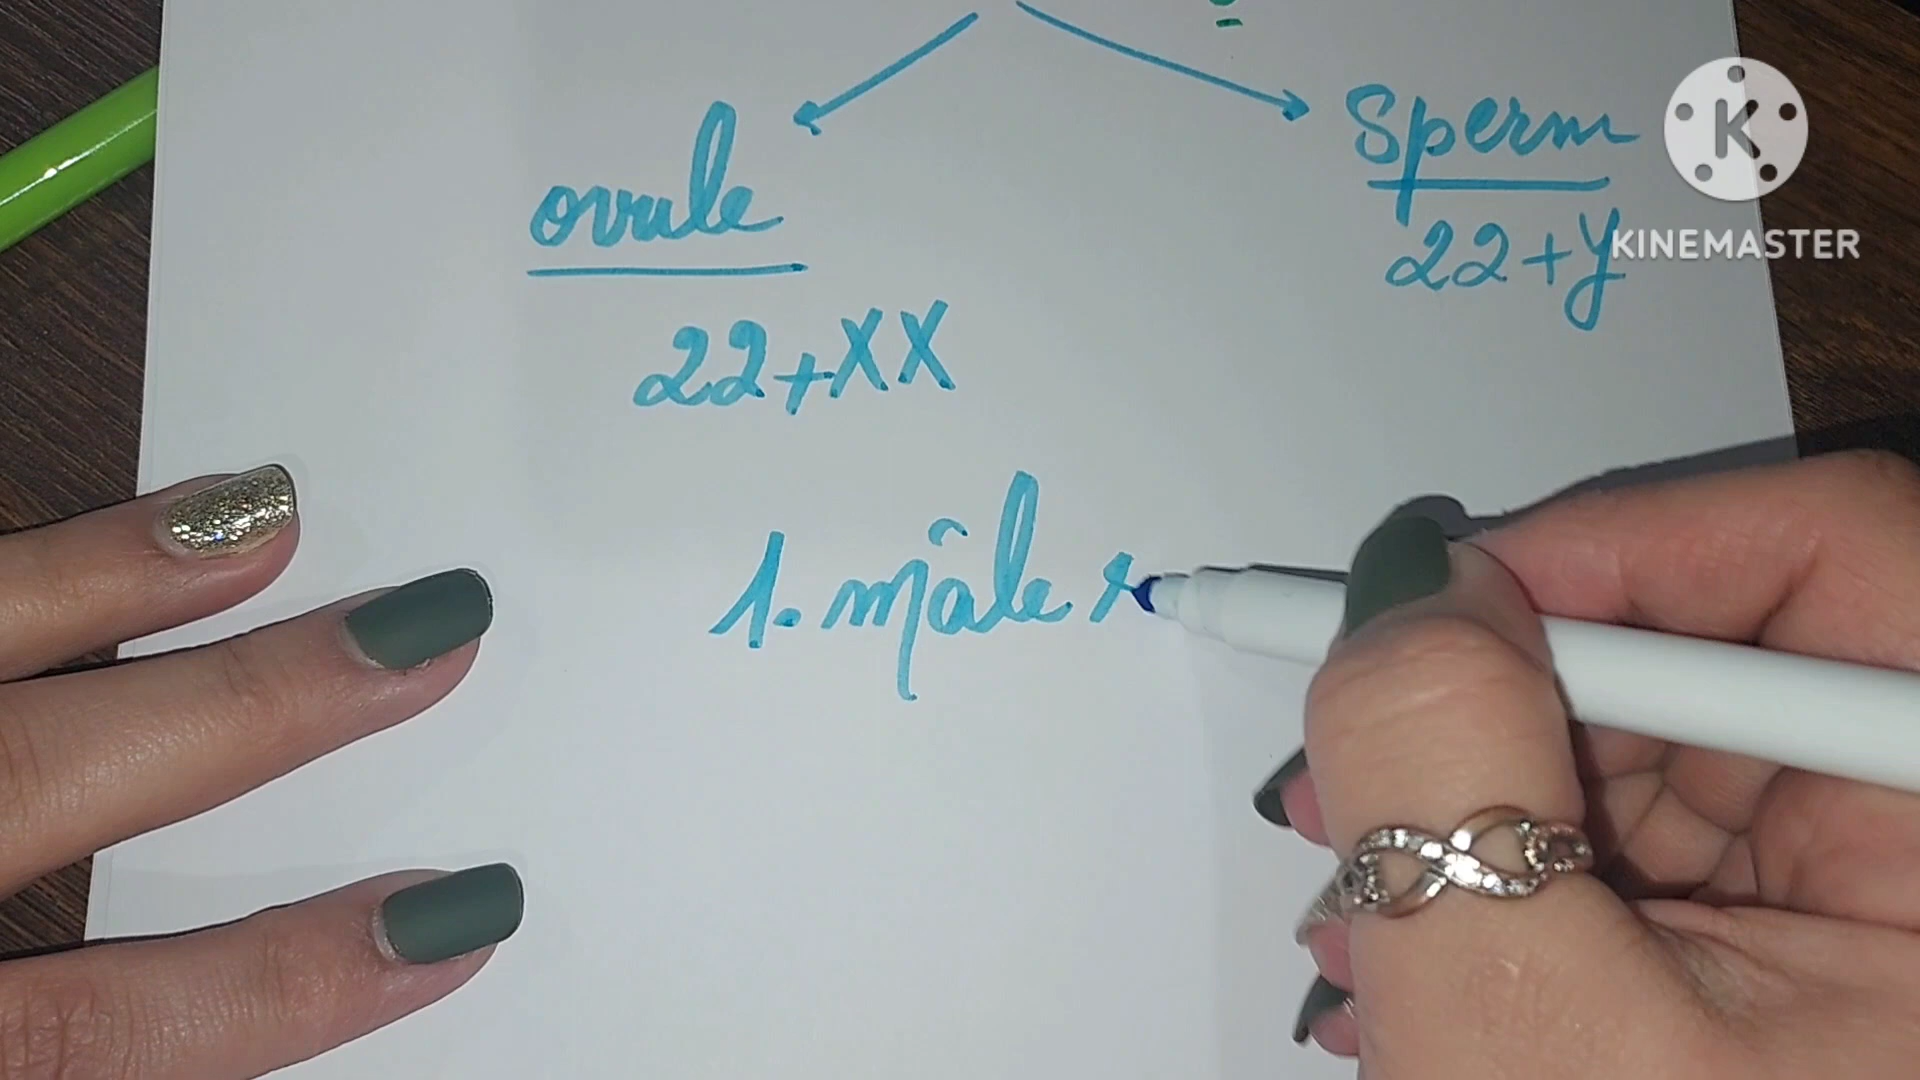 ovule
Sperm
22+XX
22+Y
1. mâle
K
KINEMASTER